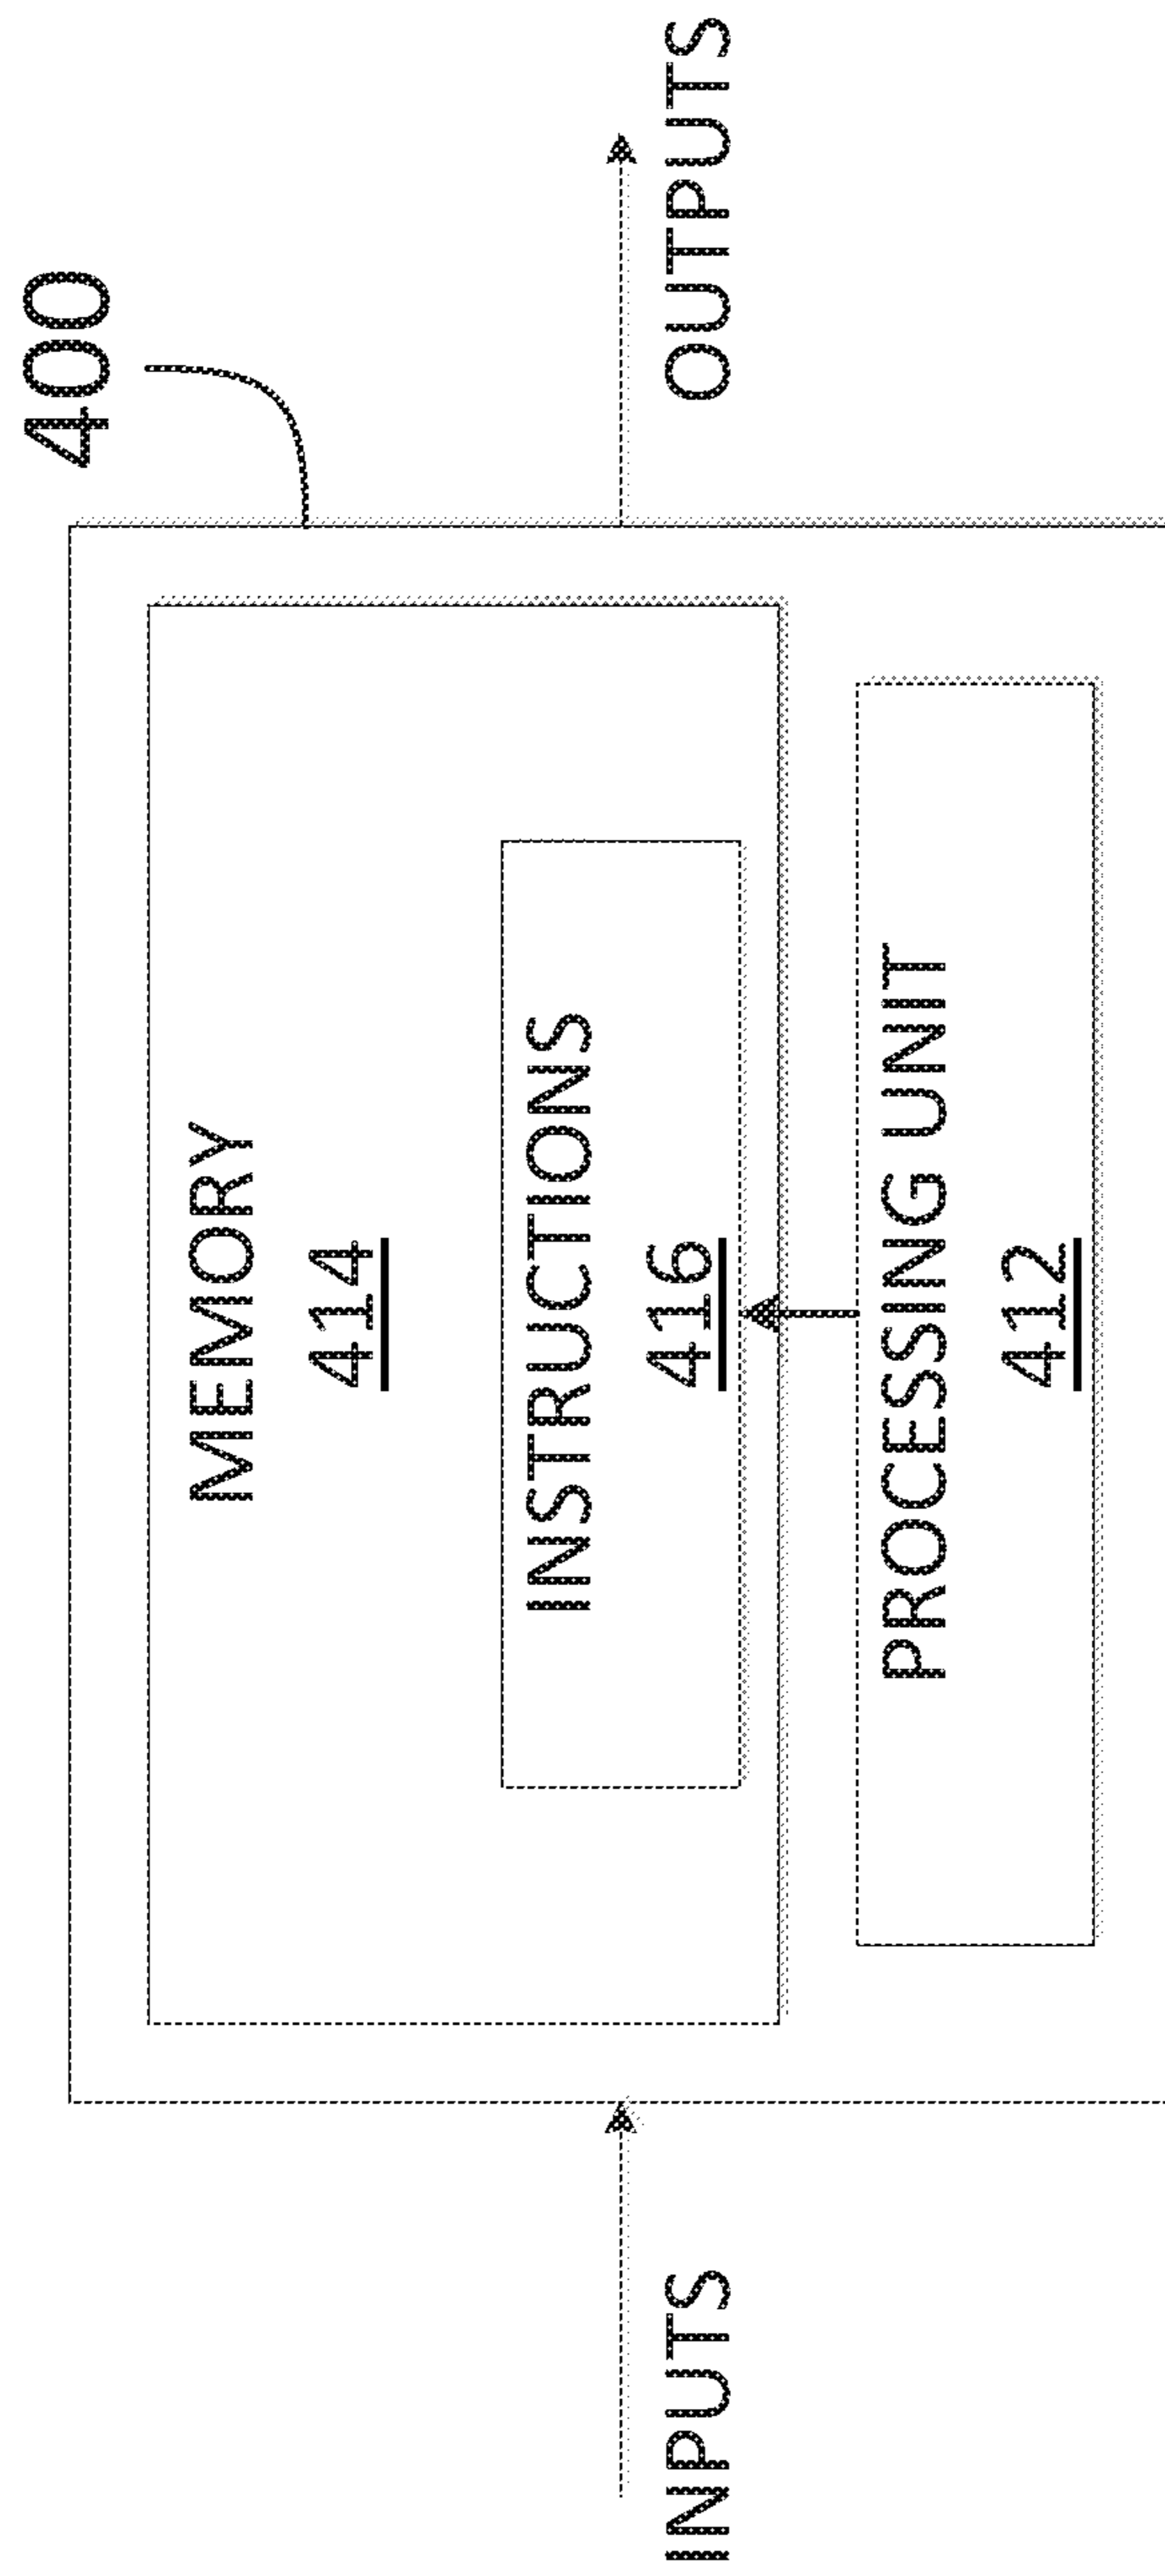 400
MEMORY
414
INSTRUCTIONS
416
INPUTS
OUTPUTS
PROCESSING UNIT
412